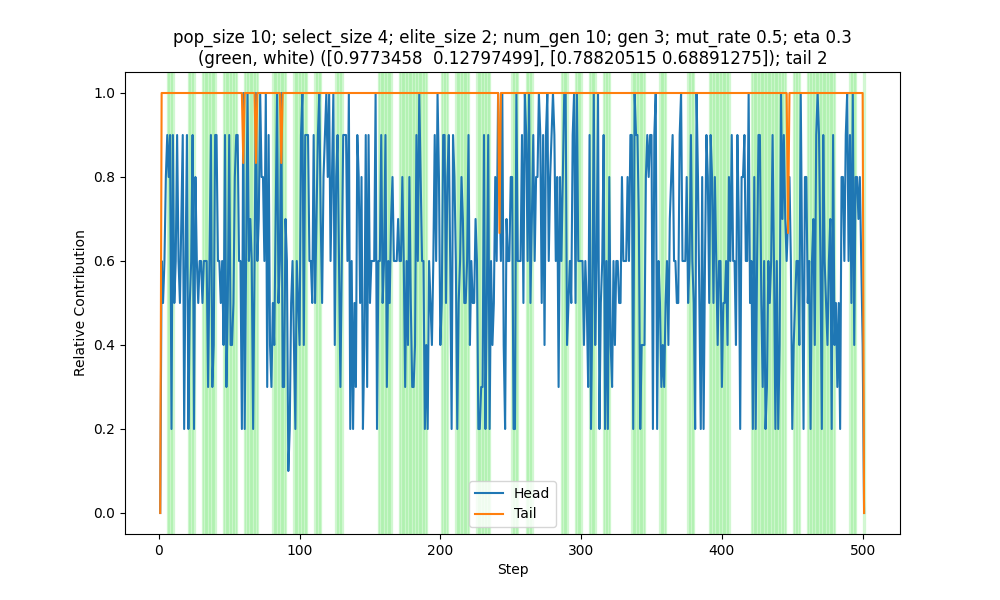 pop_size 10; select_size 4; elite_size 2; num_gen 10; gen 3; mut_rate 0.5; eta 0.3
(green, white) ([0.9773458  0.12797499], [0.78820515 0.68891275]); tail 2
1.0
0.8
0.6
0.4
0.2
0.0
Relative Contribution
Head
Tail
0 100 200 300 400 500
Step